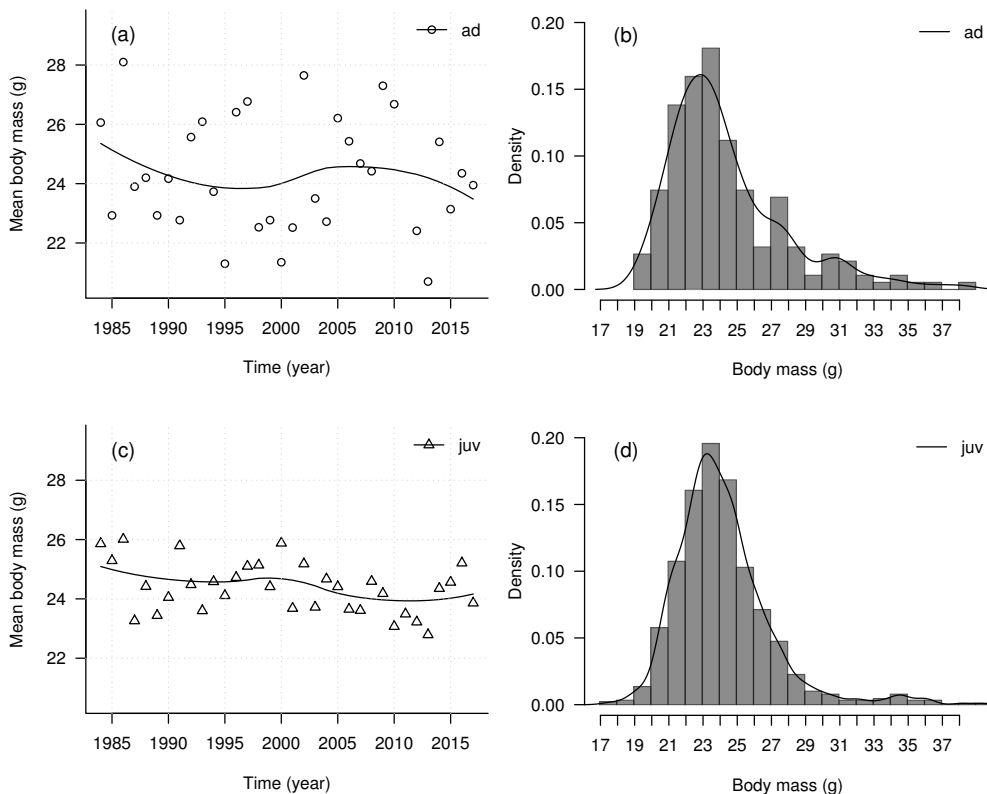 (a)
ad
Mean body mass (g)
28
26
24
22
1985 1990 1995 2000 2005 2010 2015
Time (year)
(b)
ad
Density
0.20
0.15
0.10
0.05
0.00
17 19 21 23 25 27 29 31 33 35 37
Body mass (g)
(c)
juv
Mean body mass (g)
28
26
24
22
1985 1990 1995 2000 2005 2010 2015
Time (year)
(d)
juv
Density
0.20
0.15
0.10
0.05
0.00
17 19 21 23 25 27 29 31 33 35 37
Body mass (g)